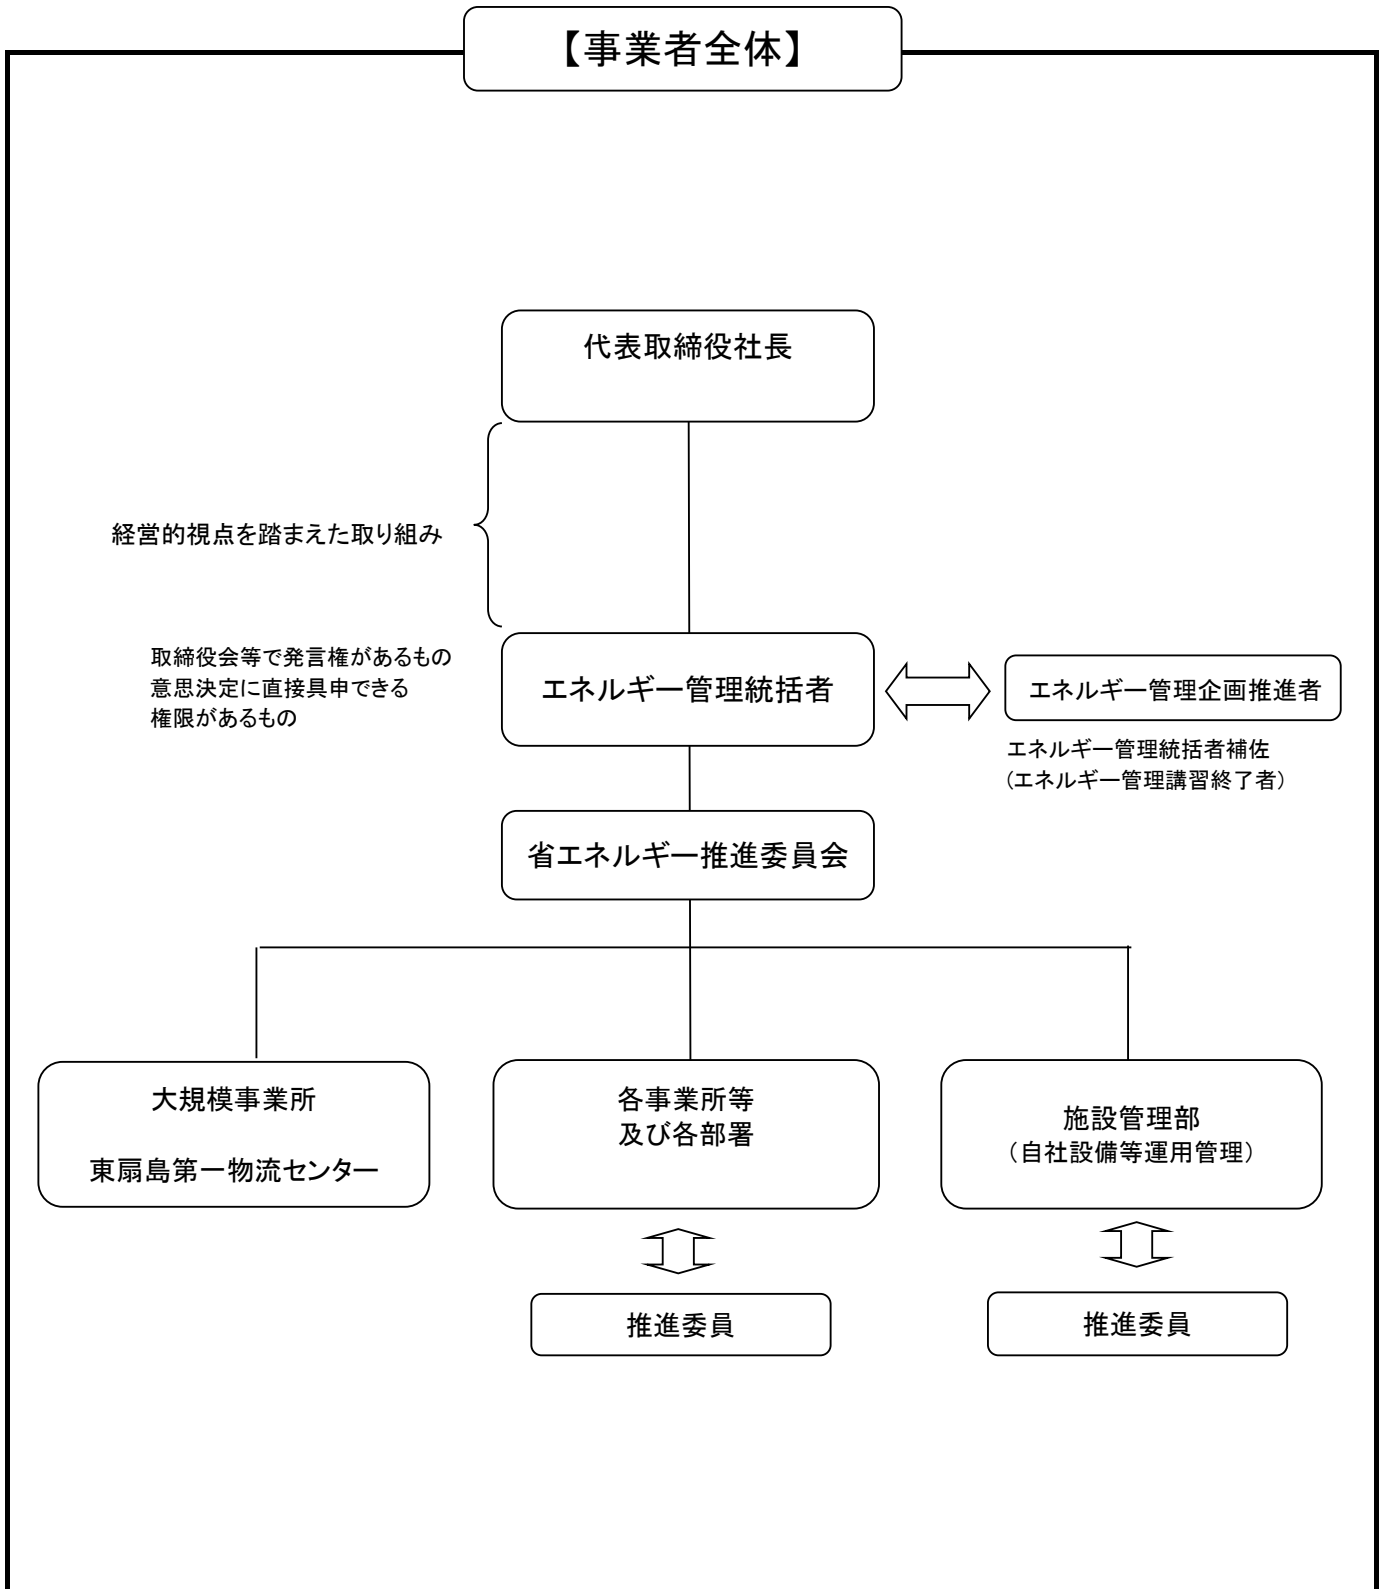 【事業者全体】
代表取締役社長
経営的視点を踏まえた取り組み
取締役会等で発言権があるもの
意思決定に直接具申できる
権限があるもの
エネルギー管理統括者
エネルギー管理企画推進者
エネルギー管理統括者補佐
（エネルギー管理講習終了者）
省エネルギー推進委員会
大規模事業所
東扇島第一物流センター
各事業所等
及び各部署
施設管理部
（自社設備等運用管理）
推進委員
推進委員